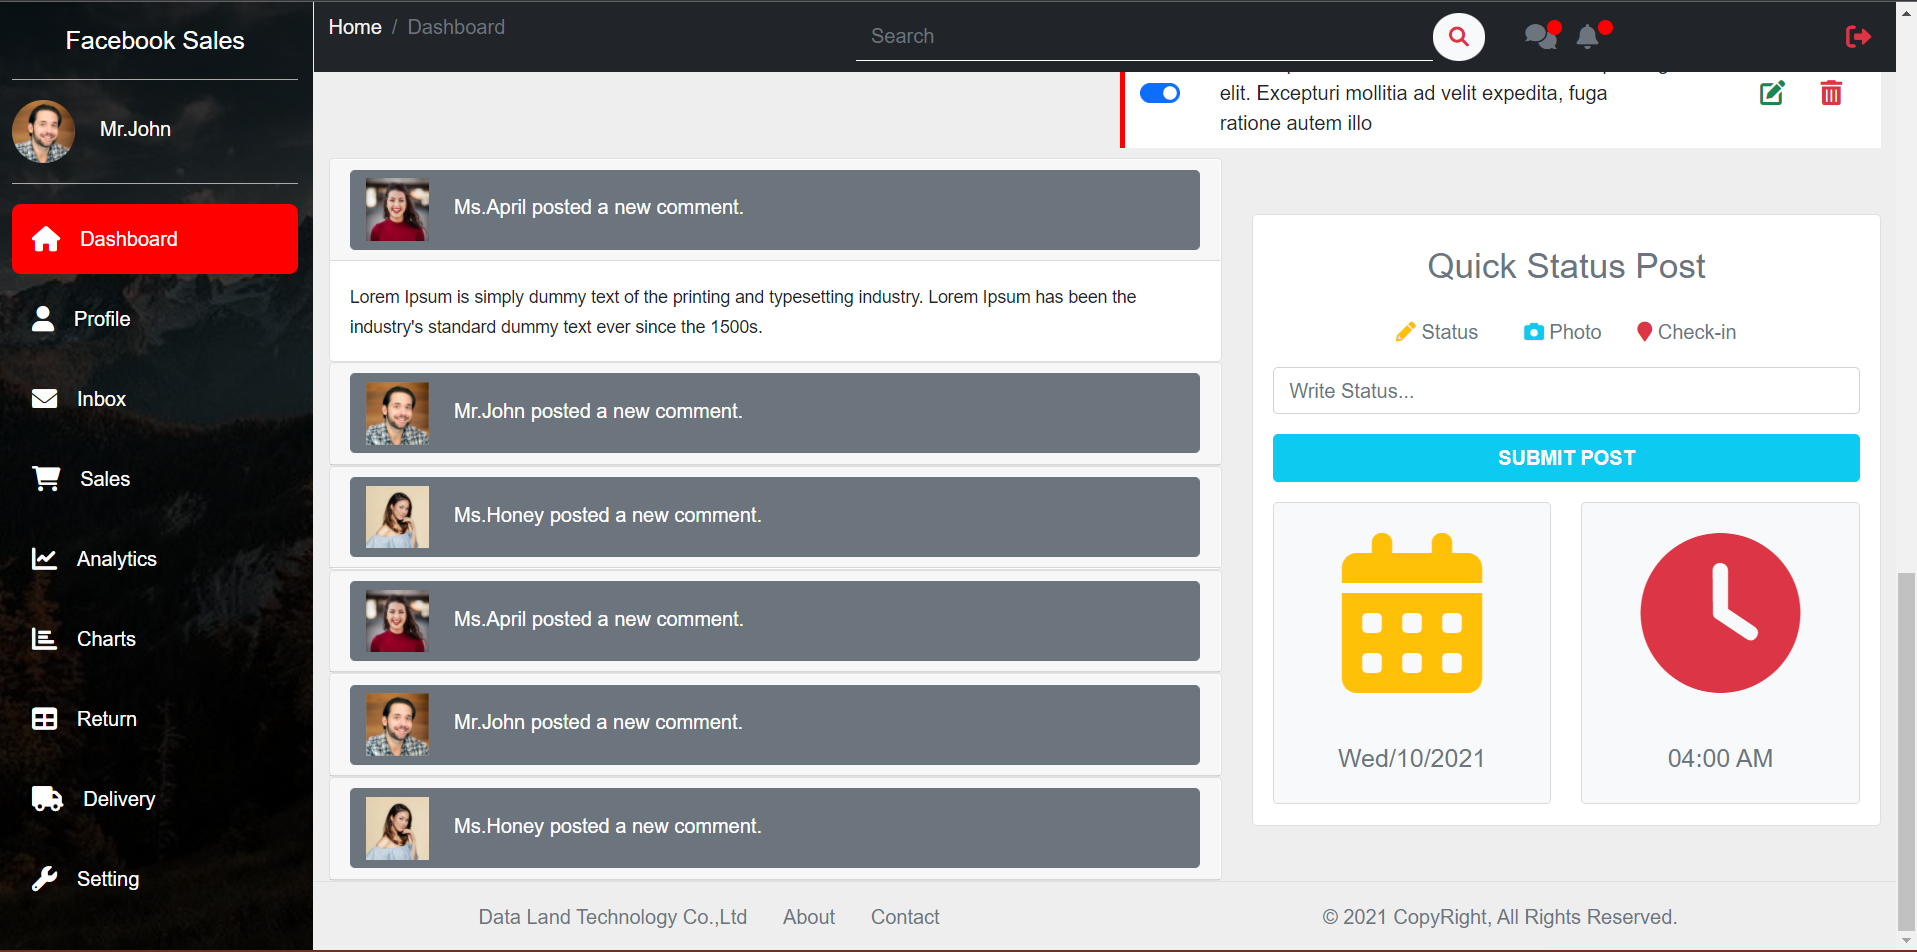 Facebook Sales
Mr.John
Dashboard
Profile
Inbox
Sales
Analytics
Charts
Return
Delivery
Setting
Home / Dashboard
Search
elit. Excepturi mollitia ad velit expedita, fuga
ratione autem illo
Ms.April posted a new comment.
Lorem Ipsum is simply dummy text of the printing and typesetting industry. Lorem Ipsum has been the
industry's standard dummy text ever since the 1500s.
Mr.John posted a new comment.
Ms.Honey posted a new comment.
Ms.April posted a new comment.
Mr.John posted a new comment.
Ms.Honey posted a new comment.
Quick Status Post
Status Photo Check-in
Write Status...
SUBMIT POST
Wed/10/2021
04:00 AM
Data Land Technology Co.,Ltd About Contact
© 2021 CopyRight, All Rights Reserved.